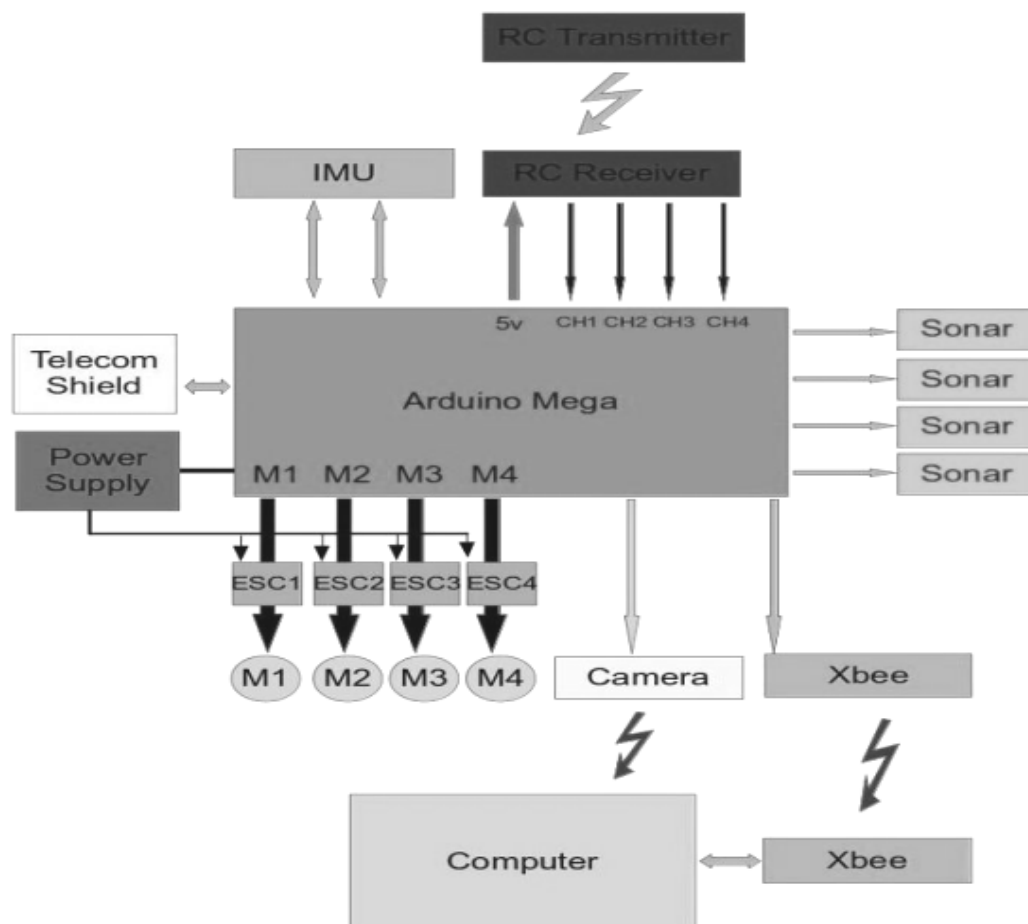 RC Transmitter
IMU
RC Receiver
5v CH1 CH2 CH3 CH4
Telecom
Shield
Arduino Mega
Sonar
Sonar
Sonar
Sonar
Power
Supply
M1 M2 M3 M4
ESC1 ESC2 ESC3 ESC4
M1 M2 M3 M4
Camera
Xbee
Computer
Xbee